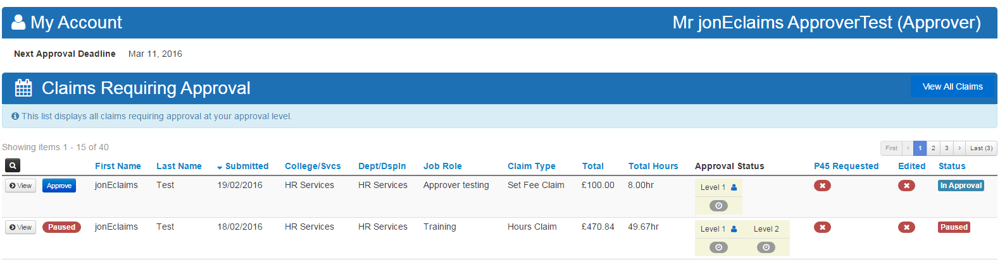 My Account Mr jonEclaims ApproverTest (Approver)
Next Approval Deadline Mar 11, 2016
Claims Requiring Approval View All Claims
This list displays all claims requiring approval at your approval level.
Showing items 1 - 15 of 40 First ‹ 1 2 3 › Last (3)
First Name Last Name Submitted College/Svcs Dept/Dspln Job Role Claim Type Total Total Hours Approval Status P45 Requested Edited Status
View Approve jonEclaims Test 19/02/2016 HR Services HR Services Approver testing Set Fee Claim £100.00 8.00hr Level 1 In Approval
View Paused jonEclaims Test 18/02/2016 HR Services HR Services Training Hours Claim £470.84 49.67hr Level 1 Level 2 Paused